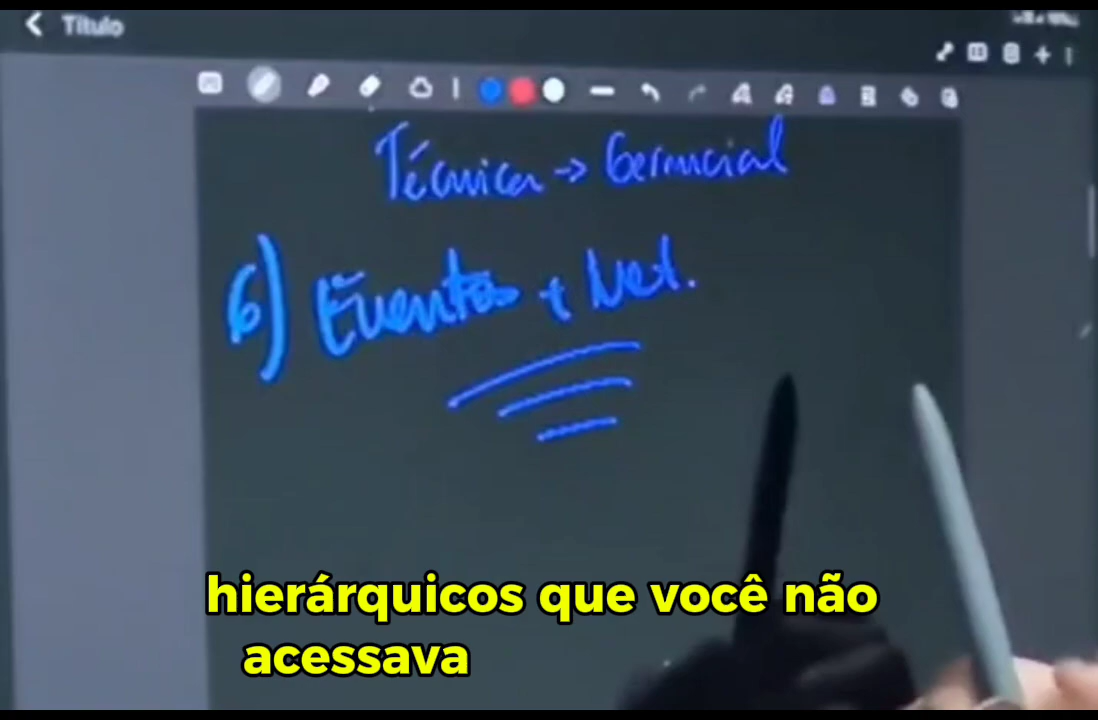 Título
Técnica → Gerencial
6) Eventos + Net.
hierárquicos que você não
acessava